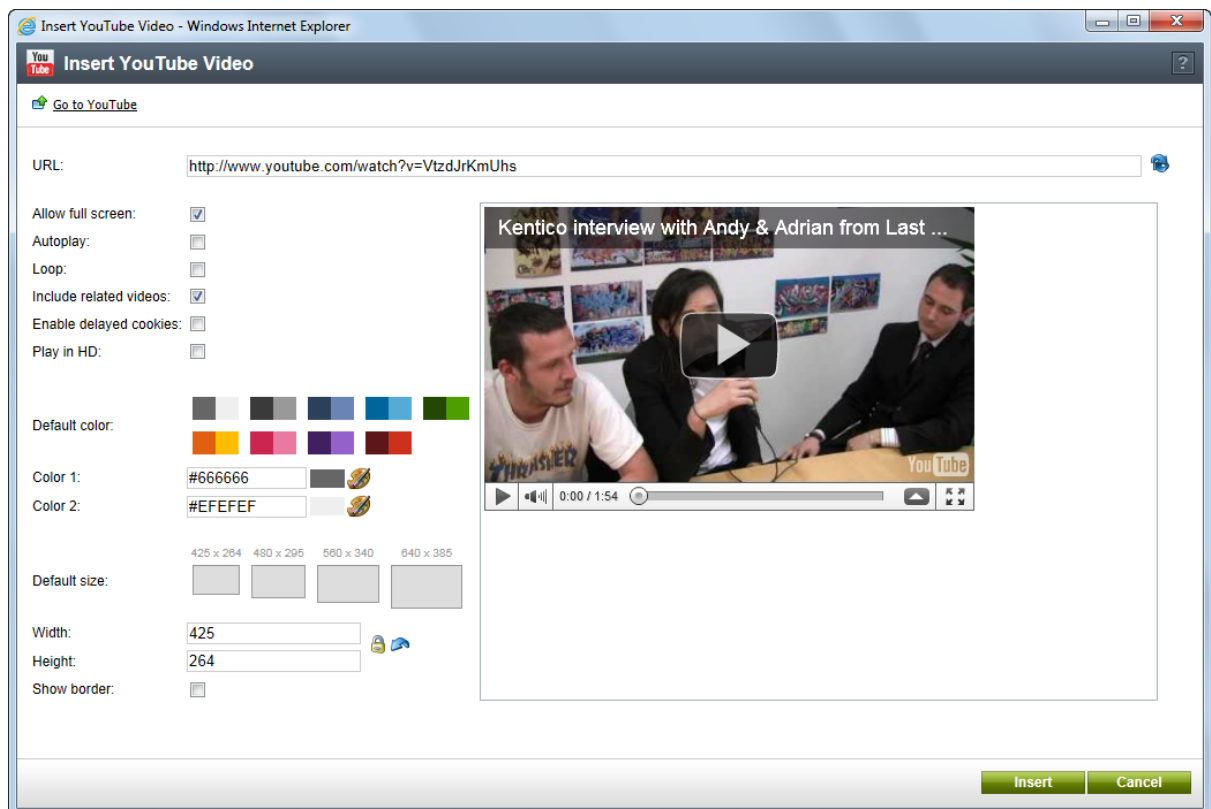 Insert YouTube Video - Windows Internet Explorer
You Tube Insert YouTube Video ?
Go to YouTube
URL: http://www.youtube.com/watch?v=VtzdJrKmUhs
Allow full screen:
Autoplay:
Loop:
Include related videos:
Enable delayed cookies:
Play in HD:
Kentico interview with Andy & Adrian from Last ...
THRASHER
YouTube
0:00 / 1:54
Default color:
Color 1: #666666
Color 2: #EFEFEF
425 x 264 480 x 295 560 x 340 640 x 385
Default size:
Width: 425
Height: 264
Show border:
Insert Cancel